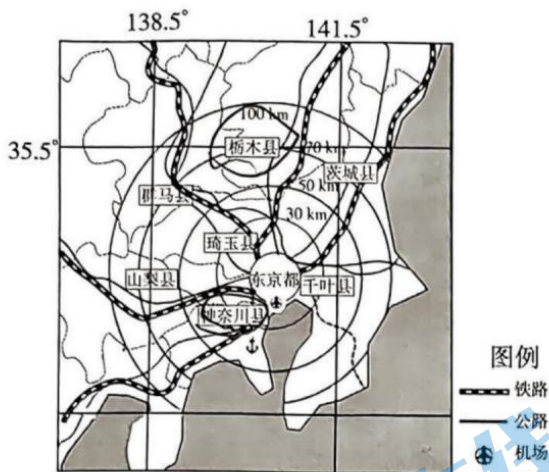 138.5° 141.5°
35.5°
100 km
栃木县
70 km
茨城县
50 km
群马县
30 km
琦玉县
山梨县
东京都
千叶县
神奈川县
图例
铁路
公路
机场